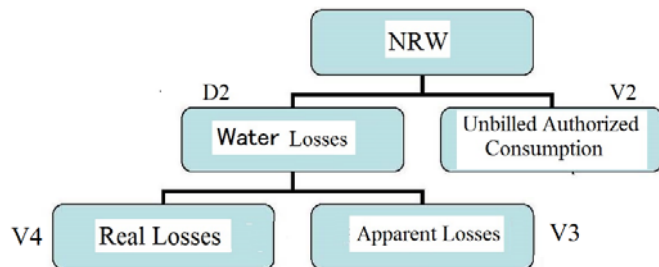 NRW
D2
V2
Water Losses
Unbilled Authorized
Consumption
V4
Real Losses
Apparent Losses
V3